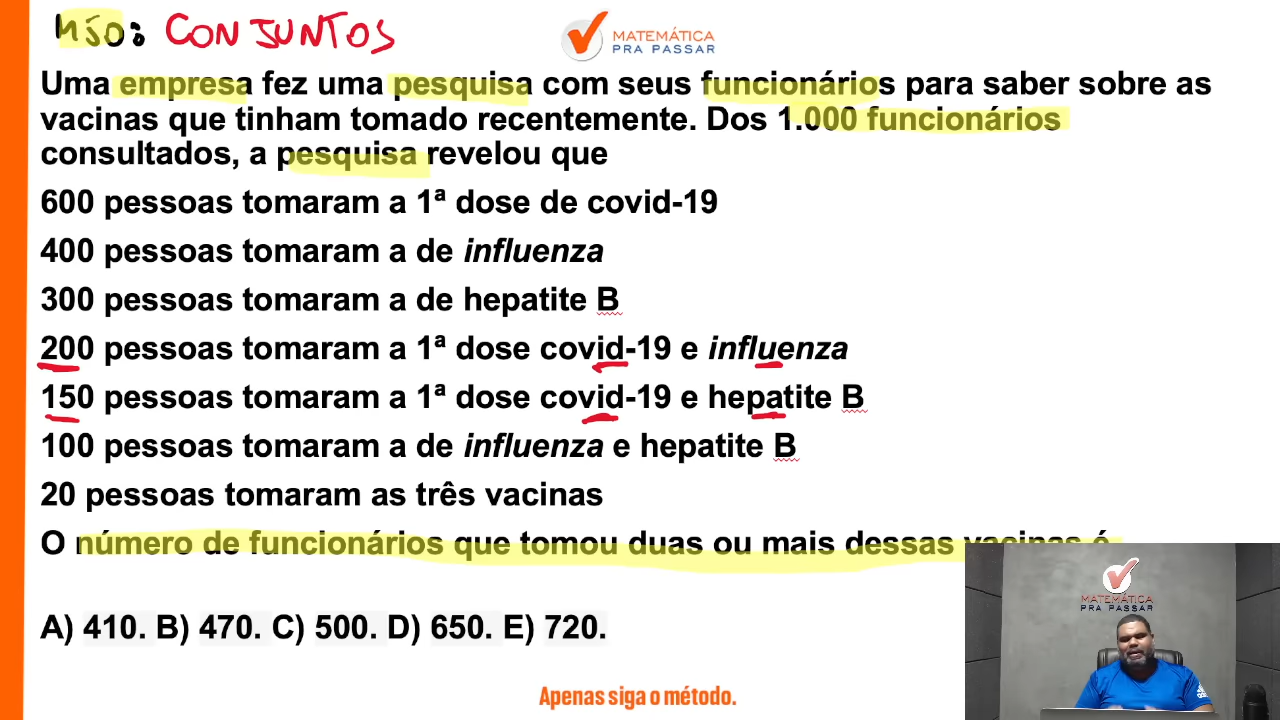 MJO: CONJUNTOS
MATEMÁTICA
PRA PASSAR
Uma empresa fez uma pesquisa com seus funcionários para saber sobre as
vacinas que tinham tomado recentemente. Dos 1.000 funcionários
consultados, a pesquisa revelou que
600 pessoas tomaram a 1ª dose de covid-19
400 pessoas tomaram a de influenza
300 pessoas tomaram a de hepatite B
200 pessoas tomaram a 1ª dose covid-19 e influenza
150 pessoas tomaram a 1ª dose covid-19 e hepatite B
100 pessoas tomaram a de influenza e hepatite B
20 pessoas tomaram as três vacinas
O número de funcionários que tomou duas ou mais dessas vacinas é
A) 410. B) 470. C) 500. D) 650. E) 720.
MATEMÁTICA
PRA PASSAR
adidas
Apenas siga o método.